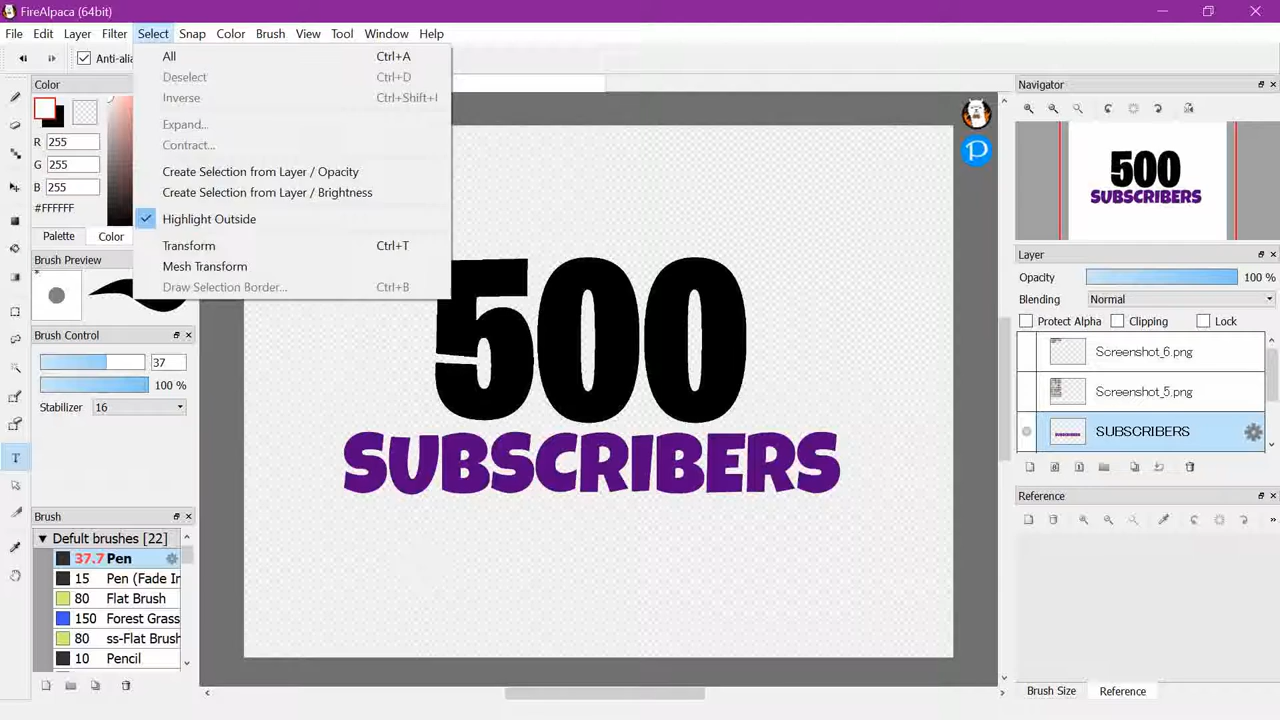 FireAlpaca (64bit)
File Edit Layer Filter Select Snap Color Brush View Tool Window Help
Anti-alia
All Ctrl+A
Deselect Ctrl+D
Inverse Ctrl+Shift+I
Expand...
Contract...
Create Selection from Layer / Opacity
Create Selection from Layer / Brightness
Highlight Outside
Transform Ctrl+T
Mesh Transform
Draw Selection Border... Ctrl+B
Color
R 255
G 255
B 255
#FFFFFF
Palette Color
Brush Preview
Brush Control
37
100 %
Stabilizer 16
T
Brush
Defult brushes [22]
37.7 Pen
15 Pen (Fade In
80 Flat Brush
150 Forest Grass
80 ss-Flat Brush
10 Pencil
500
SUBSCRIBERS
P
Navigator
500
SUBSCRIBERS
Layer
Opacity 100 %
Blending Normal
Protect Alpha Clipping Lock
Screenshot_6.png
Screenshot_5.png
SUBSCRIBERS
Reference
»
Brush Size Reference